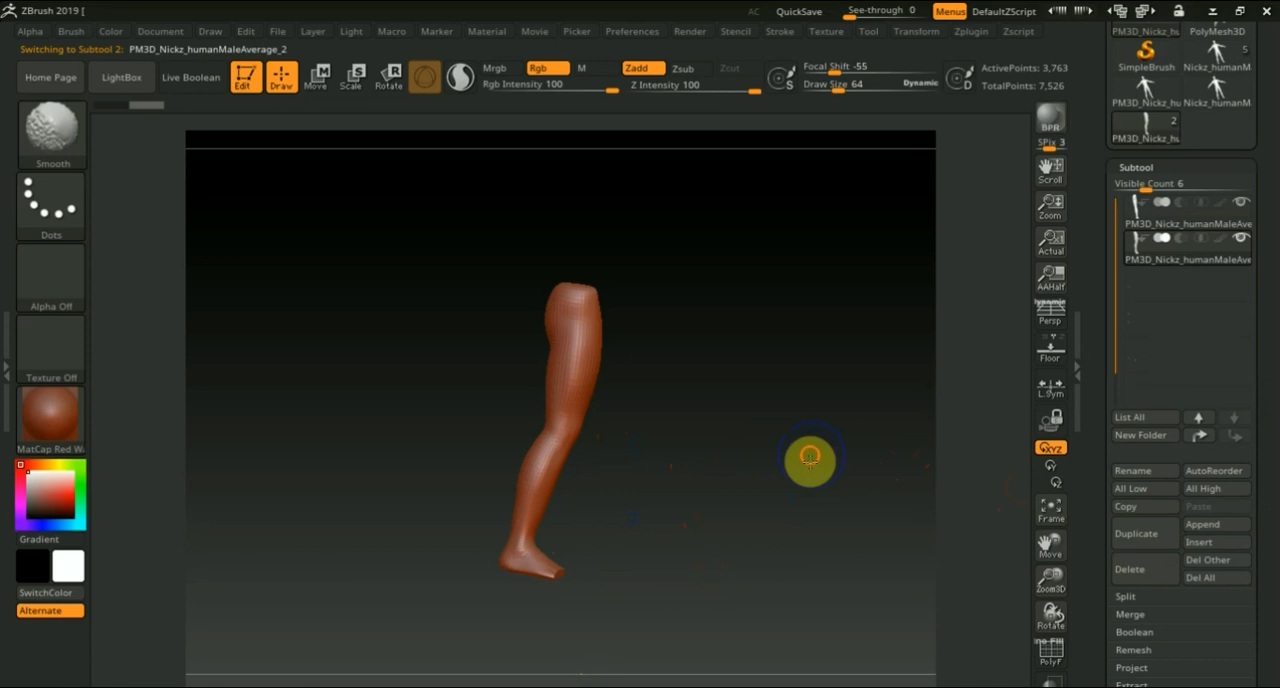 ZBrush 2019 [
AC QuickSave See-through 0 Menus DefaultZScript
Alpha Brush Color Document Draw Edit File Layer Light Macro Marker Material Movie Picker Preferences Render Stencil Stroke Texture Tool Transform Zplugin Zscript
Switching to Subtool 2: PM3D_Nickz_humanMaleAverage_2
Home Page LightBox Live Boolean Edit Draw Move Scale Rotate
Mrgb Rgb M Zadd Zsub Zcut Focal Shift -55 ActivePoints: 3,763
Rgb Intensity 100 Z Intensity 100 Draw Size 64 Dynamic TotalPoints: 7,526
Smooth
Dots
Alpha Off
Texture Off
MatCap Red W
Gradient
SwitchColor
Alternate
BPR
SPix 3
Scroll
Zoom
Actual
AAHalf
Dynamic
Persp
Floor
L.Sym
XYZ
Frame
Move
Zoom3D
Rotate
PolyF
PM3D_Nickz_hu PolyMesh3D
5
SimpleBrush Nickz_humanM
PM3D_Nickz_hu Nickz_humanM
2
PM3D_Nickz_hu
Subtool
Visible Count 6
PM3D_Nickz_humanMaleAve
PM3D_Nickz_humanMaleAve
List All
New Folder
Rename AutoReorder
All Low All High
Copy Paste
Duplicate Append
Insert
Delete Del Other
Del All
Split
Merge
Boolean
Remesh
Project
Extract